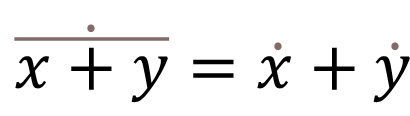 $\dot{\overline{x + y}} = \dot{x} + \dot{y}$